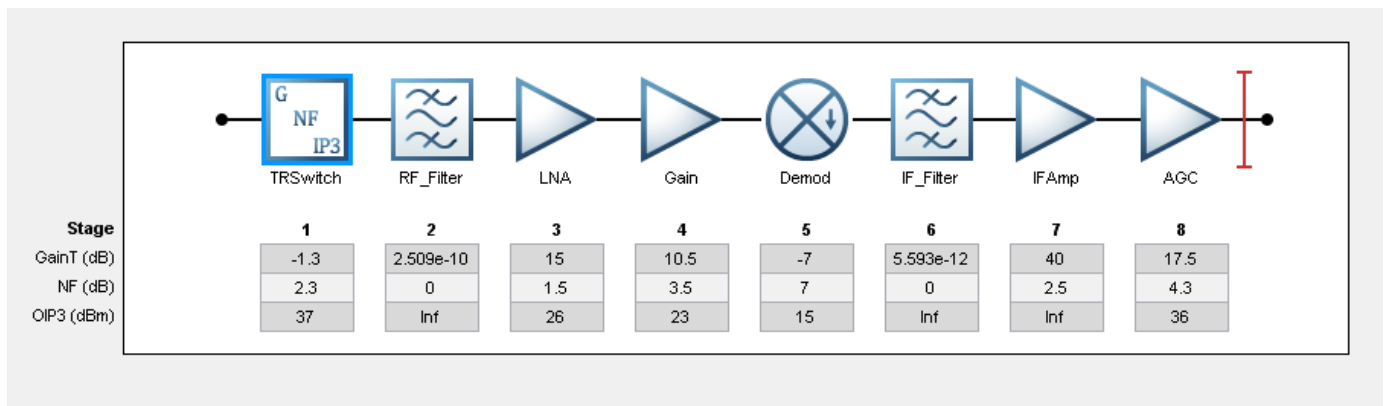 G
NF
IP3
TRSwitch RF_Filter LNA Gain Demod IF_Filter IFAmp AGC
Stage 1 2 3 4 5 6 7 8
GainT (dB) -1.3 2.509e-10 15 10.5 -7 5.593e-12 40 17.5
NF (dB) 2.3 0 1.5 3.5 7 0 2.5 4.3
OIP3 (dBm) 37 Inf 26 23 15 Inf Inf 36